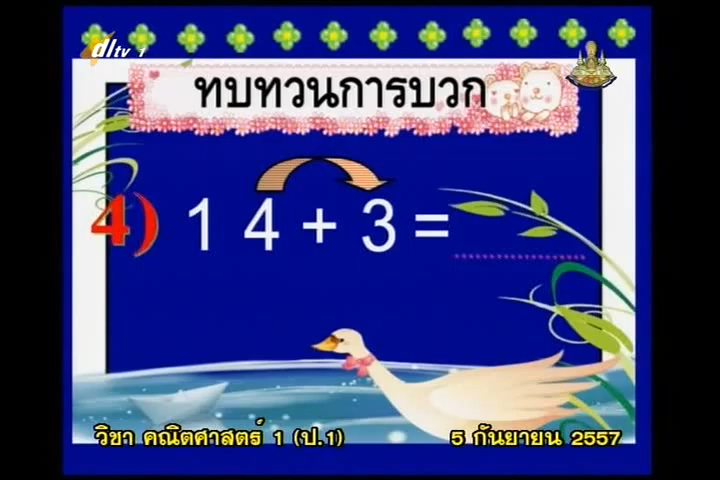 dltv 1
ทบทวนการบวก
4) 14+3=
วิชา คณิตศาสตร์ 1 (ป.1)
5 กันยายน 2557